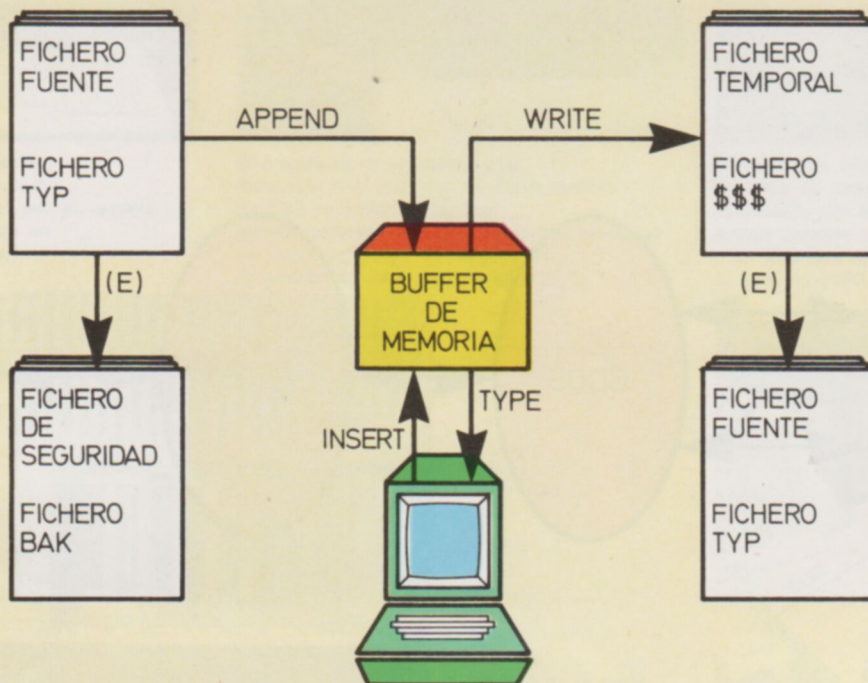 FICHERO
FUENTE
FICHERO
TYP
APPEND
WRITE
FICHERO
TEMPORAL
FICHERO
$$$
(E)
BUFFER
DE
MEMORIA
(E)
FICHERO
DE
SEGURIDAD
FICHERO
BAK
INSERT
TYPE
FICHERO
FUENTE
FICHERO
TYP